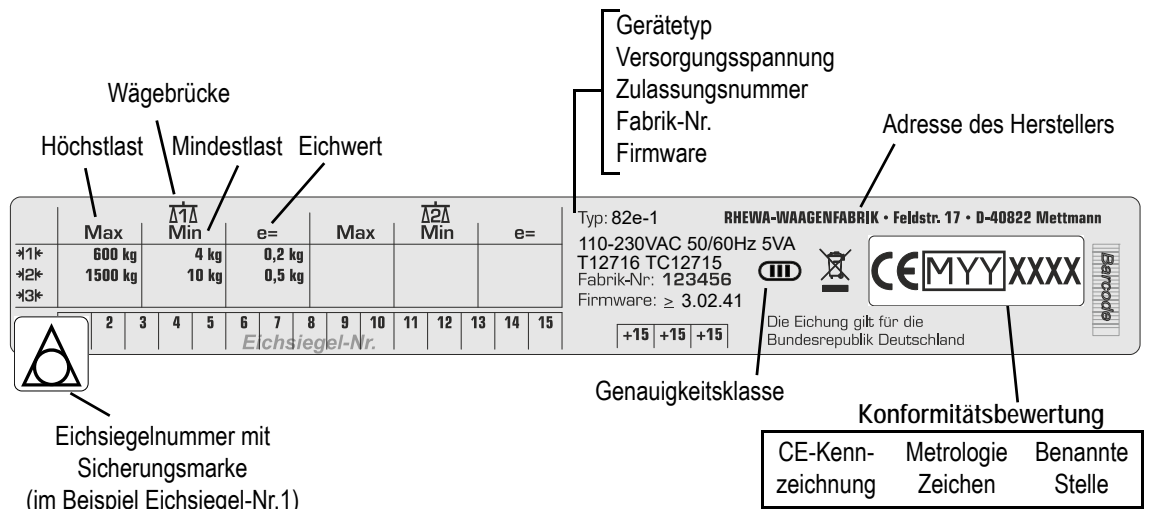 Gerätetyp
Versorgungsspannung
Zulassungsnummer
Fabrik-Nr.
Firmware
Wägebrücke
Höchstlast Mindestlast Eichwert
Adresse des Herstellers
1 2
Max Min e= Max Min e=
1 600 kg 4 kg 0,2 kg
2 1500 kg 10 kg 0,5 kg
3
2 3 4 5 6 7 8 9 10 11 12 13 14 15
Eichsiegel-Nr.
Typ: 82e-1
RHEWA-WAAGENFABRIK • Feldstr. 17 • D-40822 Mettmann
110-230VAC 50/60Hz 5VA
T12716 TC12715
Fabrik-Nr: 123456
Firmware: ≥ 3.02.41
+15 +15 +15
III
CE MYY XXXX
Barcode
Die Eichung gilt für die
Bundesrepublik Deutschland
Genauigkeitsklasse
Eichsiegelnummer mit
Sicherungsmarke
(im Beispiel Eichsiegel-Nr.1)
Konformitätsbewertung
CE-Kenn- Metrologie Benannte
zeichnung Zeichen Stelle